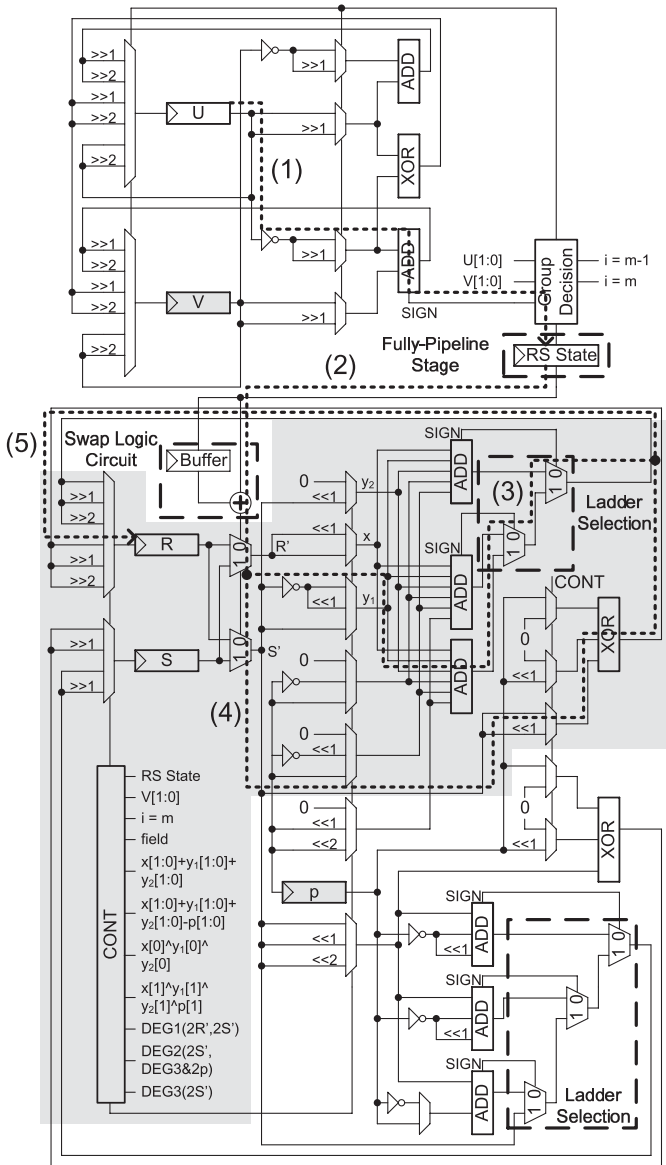 >>1
>>2
>>1
>>2
>>2
U
>>1
>>1
ADD
XOR
(1)
>>1
>>2
>>1
>>2
>>2
V
>>1
>>1
ADD
SIGN
U[1:0]
V[1:0]
Group
Decision
i = m-1
i = m
Fully-Pipeline
Stage
RS State
(2)
(5)
Swap Logic
Circuit
Buffer
>>1
>>2
>>1
>>2
R
1 0
R'
0
<<1
y2
<<1
x
<<1
y1
SIGN
ADD
SIGN
ADD
ADD
(3)
1 0
1 0
Ladder
Selection
CONT
>>1
>>1
S
1 0
S'
(4)
0
0
<<1
0
<<1
<<2
0
<<1
<<1
XOR
0
<<1
XOR
CONT
RS State
V[1:0]
i = m
field
x[1:0]+y1[1:0]+
y2[1:0]
x[1:0]+y1[1:0]+
y2[1:0]-p[1:0]
x[0]^y1[0]^
y2[0]
x[1]^y1[1]^
y2[1]^p[1]
DEG1(2R',2S')
DEG2(2S',
DEG3&2p)
DEG3(2S')
p
<<1
<<2
SIGN
<<1
ADD
1 0
SIGN
<<1
ADD
1 0
SIGN
ADD
1 0
Ladder
Selection